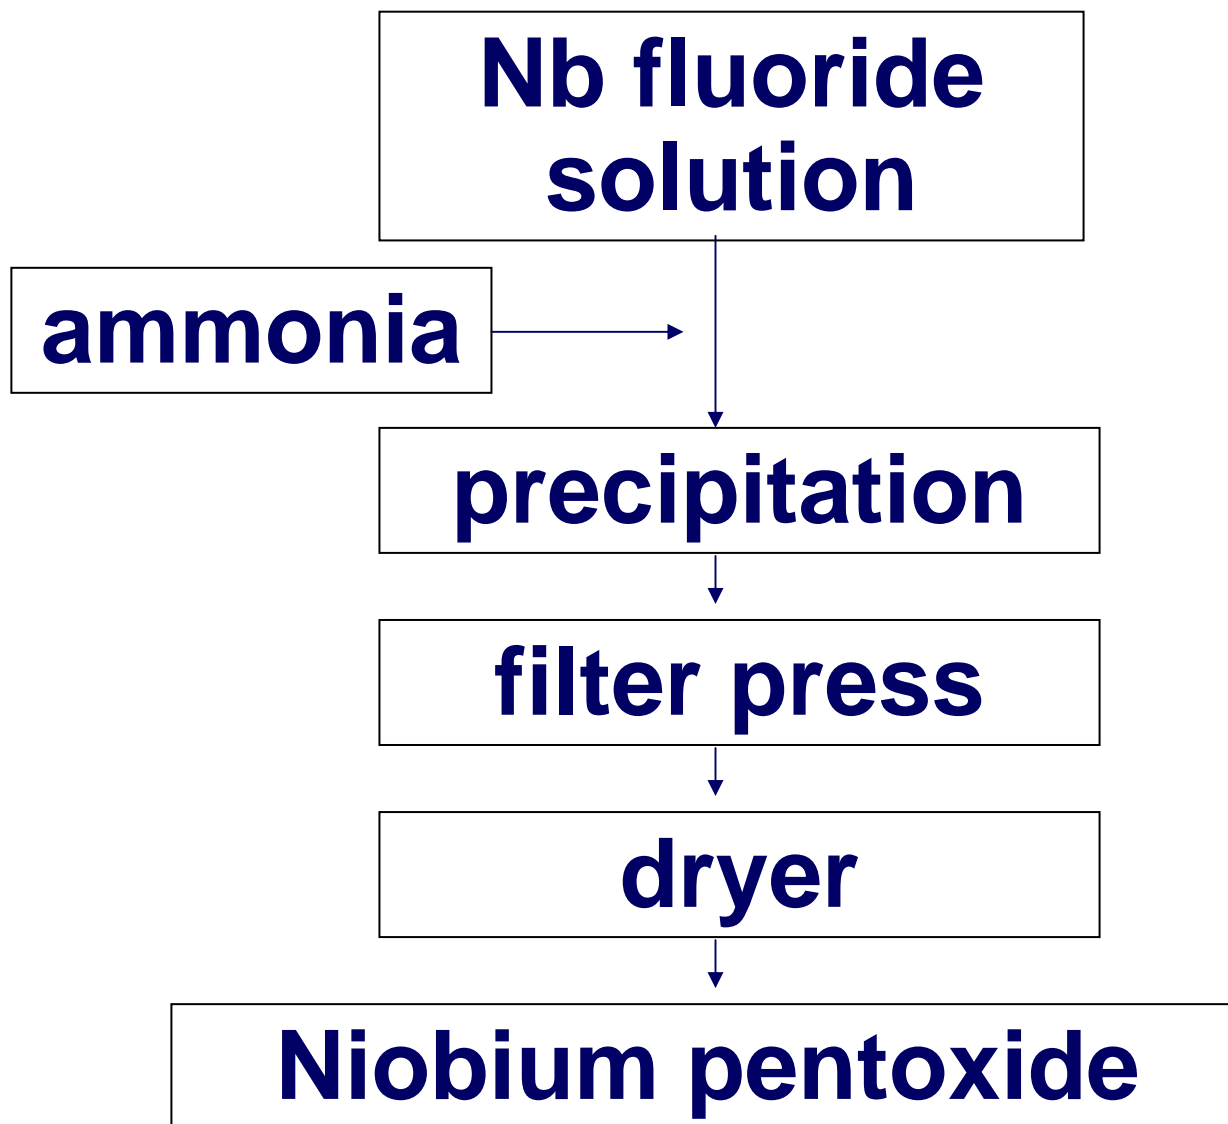 Nb fluoride
solution
ammonia
precipitation
filter press
dryer
Niobium pentoxide